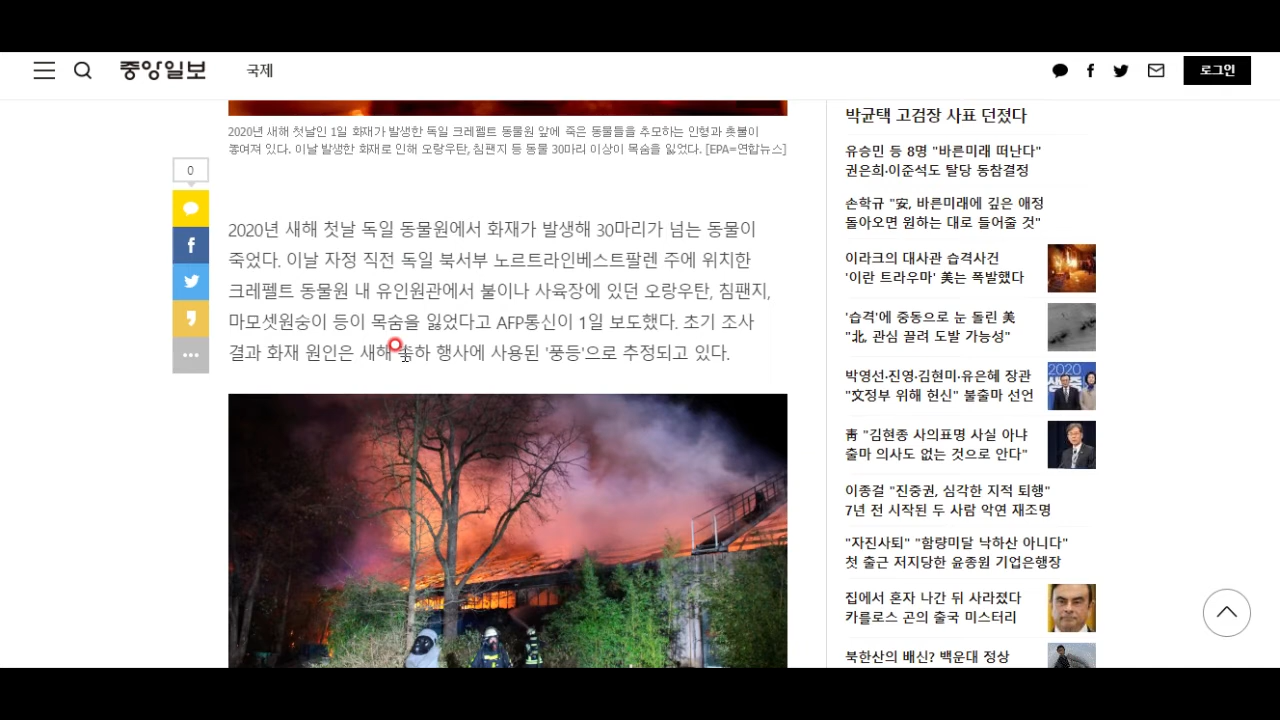 중앙일보
국제
로그인
2020년 새해 첫날인 1일 화재가 발생한 독일 크레펠트 동물원 앞에 죽은 동물들을 추모하는 인형과 촛불이
놓여져 있다. 이날 발생한 화재로 인해 오랑우탄, 침팬지 등 동물 30마리 이상이 목숨을 잃었다. [EPA=연합뉴스]
0
2020년 새해 첫날 독일 동물원에서 화재가 발생해 30마리가 넘는 동물이
죽었다. 이날 자정 직전 독일 북서부 노르트라인베스트팔렌 주에 위치한
크레펠트 동물원 내 유인원관에서 불이나 사육장에 있던 오랑우탄, 침팬지,
마모셋원숭이 등이 목숨을 잃었다고 AFP통신이 1일 보도했다. 초기 조사
결과 화재 원인은 새해 축하 행사에 사용된 '풍등'으로 추정되고 있다.
박균택 고검장 사표 던졌다
유승민 등 8명 "바른미래 떠난다"
권은희·이준석도 탈당 동참결정
손학규 "安, 바른미래에 깊은 애정
돌아오면 원하는 대로 들어줄 것"
이라크의 대사관 습격사건
'이란 트라우마' 美는 폭발했다
'습격'에 중동으로 눈 돌린 美
"北, 관심 끌려 도발 가능성"
박영선·진영·김현미·유은혜 장관
"文정부 위해 헌신" 불출마 선언
2020
靑 "김현종 사의표명 사실 아냐
출마 의사도 없는 것으로 안다"
이종걸 "진중권, 심각한 지적 퇴행"
7년 전 시작된 두 사람 악연 재조명
"자진사퇴" "함량미달 낙하산 아니다"
첫 출근 저지당한 윤종원 기업은행장
집에서 혼자 나간 뒤 사라졌다
카를로스 곤의 출국 미스터리
북한산의 배신? 백운대 정상